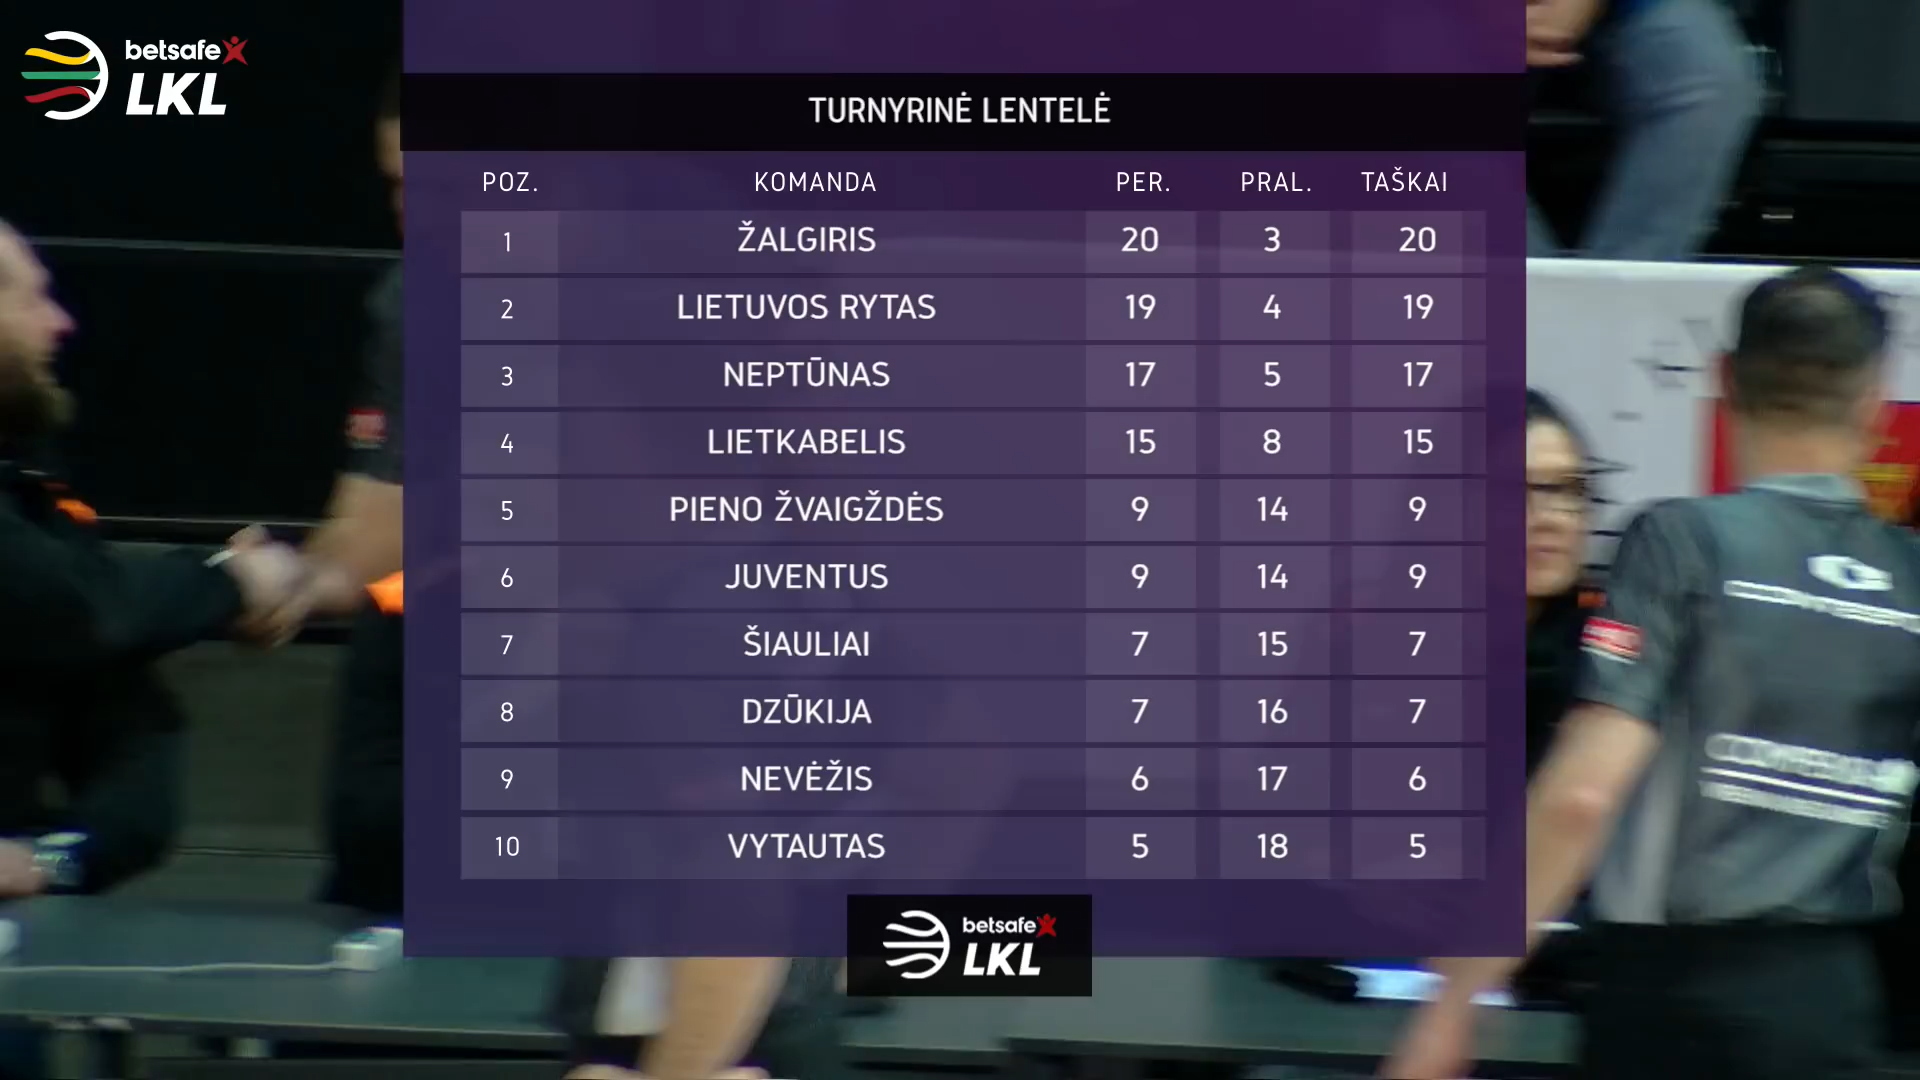 betsafe
LKL
TURNYRINĖ LENTELĖ
POZ. KOMANDA PER. PRAL. TAŠKAI
1 ŽALGIRIS 20 3 20
2 LIETUVOS RYTAS 19 4 19
3 NEPTŪNAS 17 5 17
4 LIETKABELIS 15 8 15
5 PIENO ŽVAIGŽDĖS 9 14 9
6 JUVENTUS 9 14 9
7 ŠIAULIAI 7 15 7
8 DZŪKIJA 7 16 7
9 NEVĖŽIS 6 17 6
10 VYTAUTAS 5 18 5
betsafe
LKL